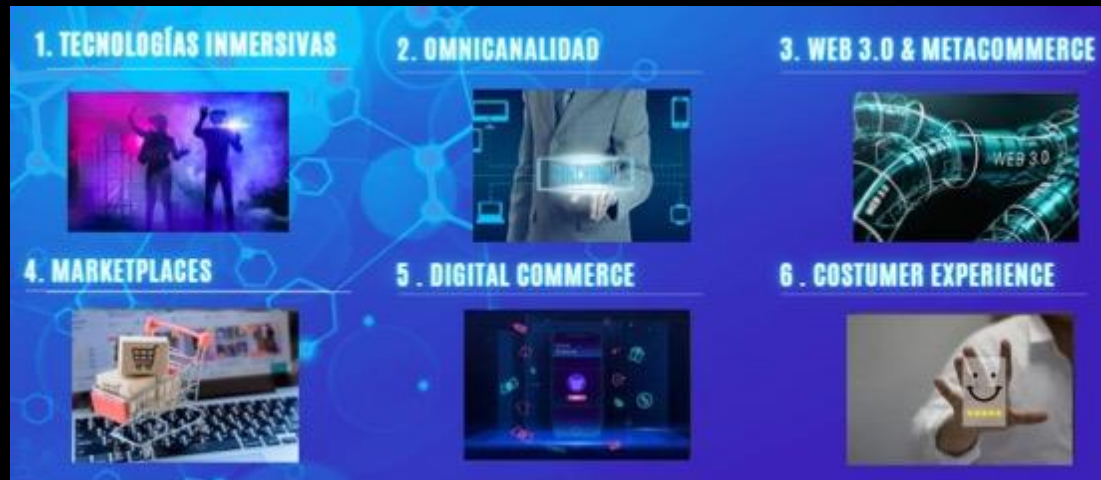 1. TECNOLOGÍAS INMERSIVAS
2. OMNICANALIDAD
3. WEB 3.0 & METACOMMERCE
WEB 3.0
4. MARKETPLACES
5 . DIGITAL COMMERCE
6 . COSTUMER EXPERIENCE